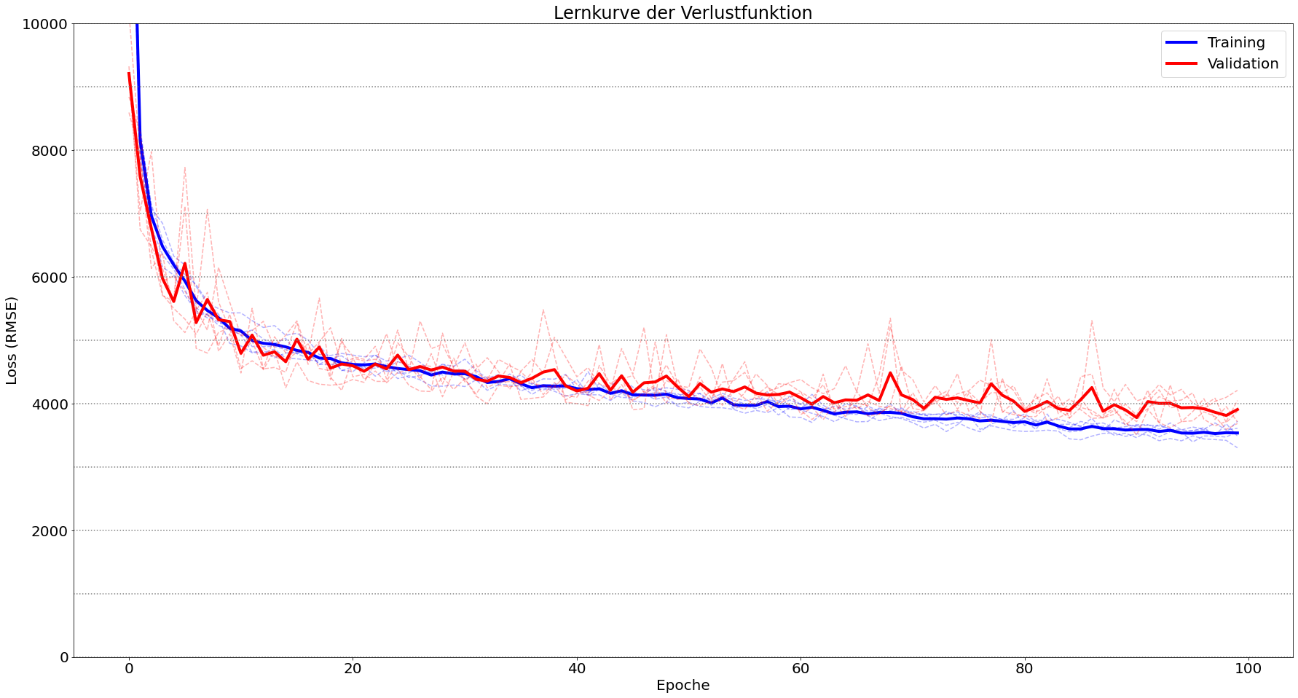 Lernkurve der Verlustfunktion
10000
8000
6000
4000
2000
0
Loss (RMSE)
Training
Validation
0 20 40 60 80 100
Epoche